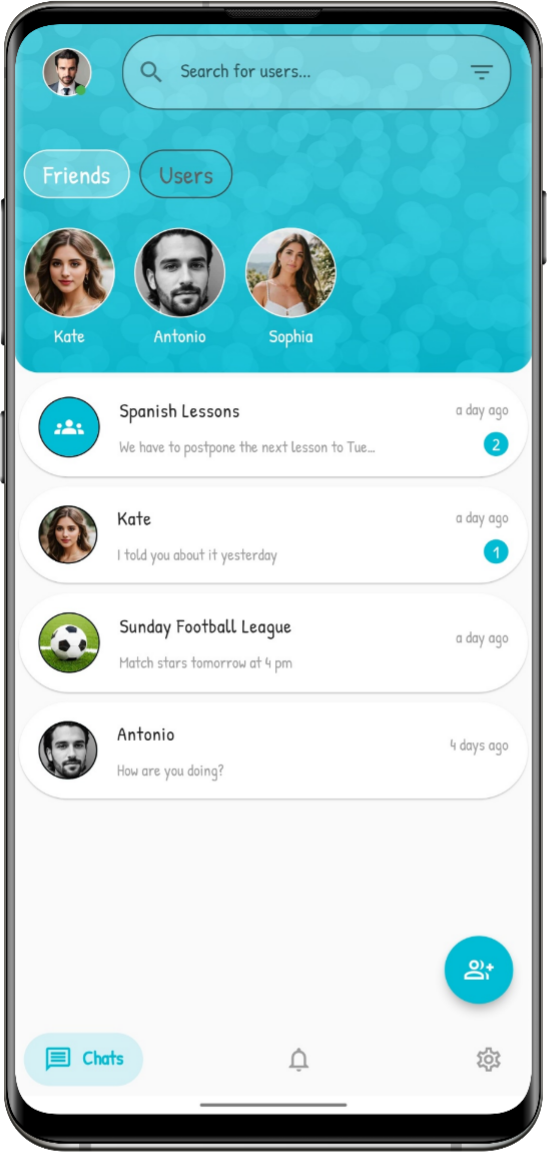 Search for users...
Friends
Users
Kate
Antonio
Sophia
Spanish Lessons
a day ago
We have to postpone the next lesson to Tue...
2
Kate
a day ago
I told you about it yesterday
1
Sunday Football League
a day ago
Match stars tomorrow at 4 pm
Antonio
4 days ago
How are you doing?
Chats